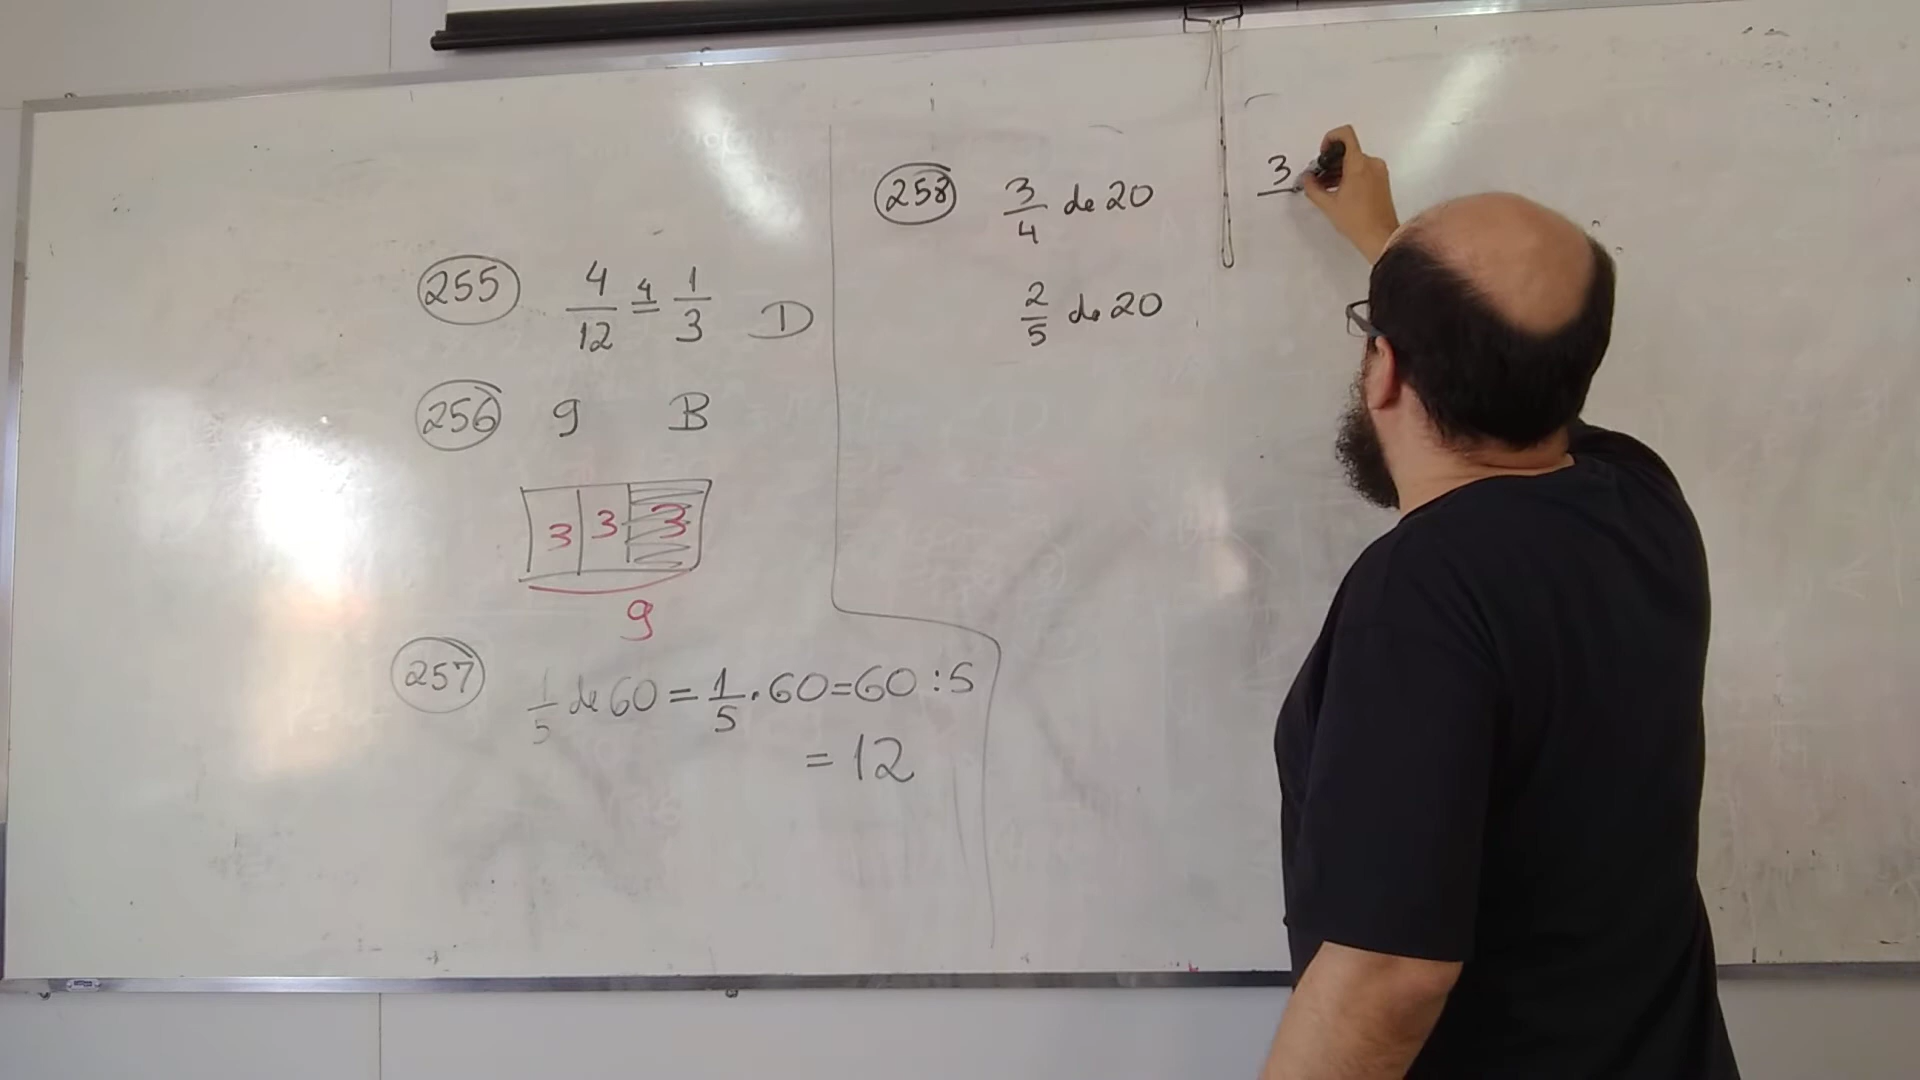 255 4/12 =4 1/3 D
256 9 B
3 3 3
9
257 1/5 de 60 = 1/5 . 60 = 60 : 5
= 12
258 3/4 de 20
2/5 de 20
3